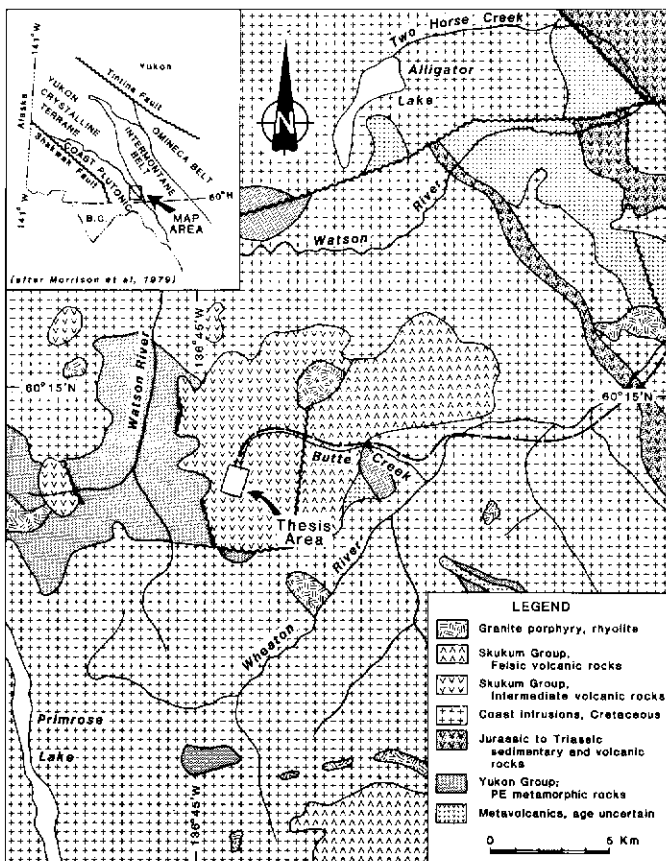 141° W
Yukon
Tintina Fault
YUKON
CRYSTALLINE
TERRANE
OMINECA BELT
INTERMONTANE
BELT
Alaska
COAST PLUTONIC
Shakwak Fault
60°N
141° W
B.C.
MAP
AREA
(after Morrison et al, 1979)
N
Two Horse Creek
Alligator
Lake
River
Watson
136° 45' W
60° 15' N
Watson River
60° 15' N
Butte
Creek
Thesis
Area
River
Wheaton
Primrose
Lake
136° 45' W
LEGEND
Granite porphyry, rhyolite
Skukum Group,
Felsic volcanic rocks
Skukum Group,
Intermediate volcanic rocks
Coast intrusions, Cretaceous
Jurassic to Triassic
sedimentary and volcanic
rocks
Yukon Group;
PE metamorphic rocks
Metavolcanics, age uncertain
0 5 Km